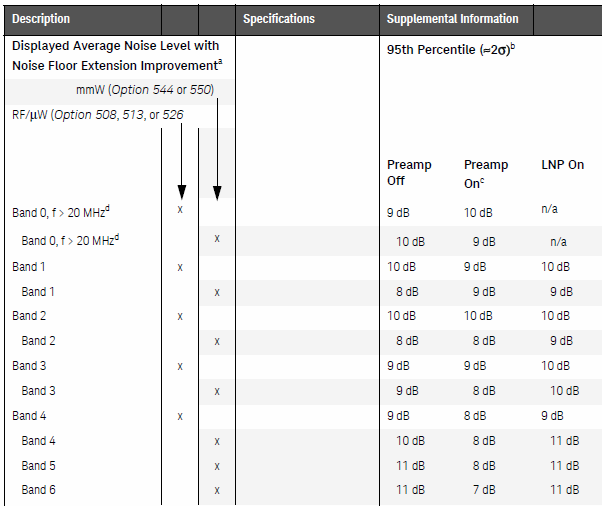 Description Specifications Supplemental Information
Displayed Average Noise Level with
Noise Floor Extension Improvementa
95th Percentile (≈2σ)b
mmW (Option 544 or 550)
RF/μW (Option 508, 513, or 526
Preamp Off Preamp Onc LNP On
Band 0, f > 20 MHzd x 9 dB 10 dB n/a
Band 0, f > 20 MHzd x 10 dB 9 dB n/a
Band 1 x 10 dB 9 dB 10 dB
Band 1 x 8 dB 9 dB 9 dB
Band 2 x 10 dB 10 dB 10 dB
Band 2 x 8 dB 8 dB 9 dB
Band 3 x 9 dB 9 dB 10 dB
Band 3 x 9 dB 8 dB 10 dB
Band 4 x 9 dB 8 dB 9 dB
Band 4 x 10 dB 8 dB 11 dB
Band 5 x 11 dB 8 dB 11 dB
Band 6 x 11 dB 7 dB 11 dB